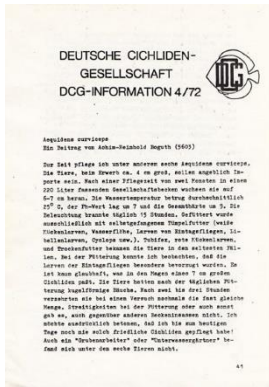 DEUTSCHE CICHLIDEN-
GESELLSCHAFT
DCG-INFORMATION 4/72
DCG
Aequidens curviceps
Ein Beitrag von Achim-Reinhold Boguth (5603)
Zur Zeit pflege ich unter anderem sechs Aequidens curviceps.
Die Tiere, beim Erwerb ca. 4 cm groß, sollen angeblich Im-
porte sein. Nach einer Pflegezeit von zwei Monaten in einem
220 Liter fassenden Gesellschaftsbecken wuchsen sie auf
6-7 cm heran. Die Wassertemperatur betrug durchschnittlich
25° C, der Ph-Wert lag um 7 und die Gesamthärte um 5. Die
Beleuchtung brannte täglich 15 Stunden. Gefüttert wurde
ausschließlich mit selbstgefangenem Tümpelfutter (weiße
Mückenlarven, Wasserflöhe, Larven von Eintagsfliegen, Li-
bellenlarven, Cyclops usw.) Tubifex, rote Mückenlarven,
und Trockenfutter bekamen die Tiere in den seltensten Fäl-
len. Bei der Fütterung konnte ich beobachten, daß die
Larven der Eintagsfliegen besonders bevorzugt wurden. Es
ist kaum glaubhaft, was in den Magen eines 7 cm großen
Cichliden paßt. Die Tiere hatten nach der täglichen Füt-
terung kugelförmige Bäuche. Nach zwei bis drei Stunden
verzehrten sie bei einem Versuch nochmals die fast gleiche
Menge. Streitigkeiten bei der Fütterung oder auch sonst
gab es, auch gegenüber anderen Beckeninsassen nicht. Ich
möchte ausdrücklich betonen, daß ich bis zum heutigen
Tage noch nie solch friedliche Cichliden gepflegt habe!
Auch ein "Grubenarbeiter" oder "Unterwassergärtner" be-
fand sich unter den sechs Tieren nicht.
41